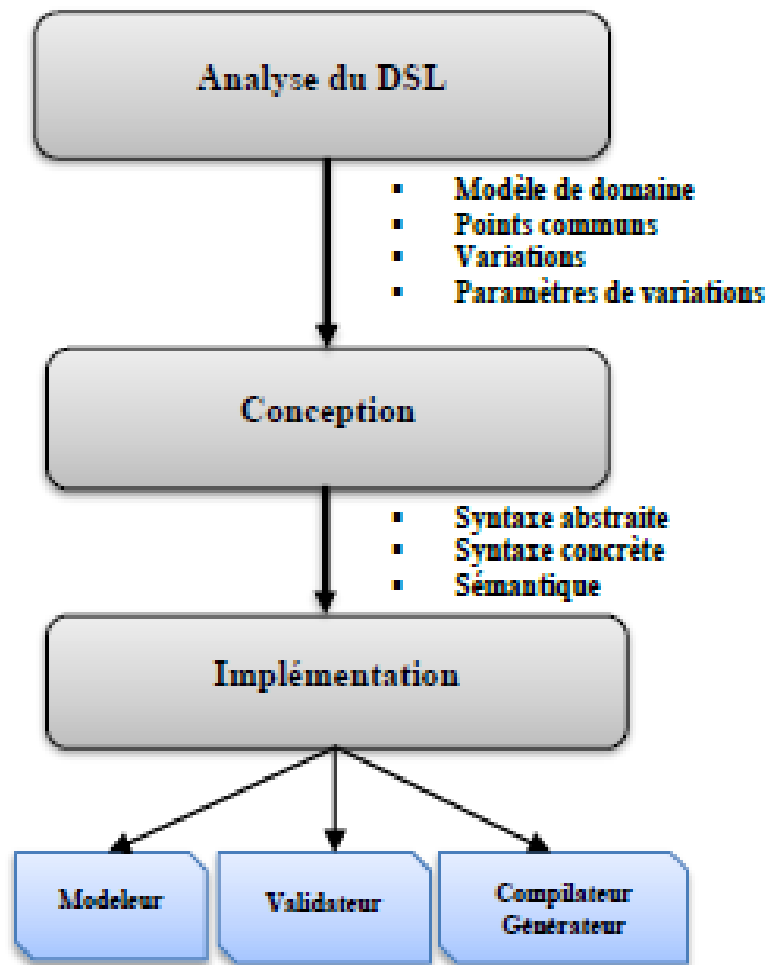 Analyse du DSL
▪ Modèle de domaine
▪ Points communs
▪ Variations
▪ Paramètres de variations
Conception
▪ Syntaxe abstraite
▪ Syntaxe concrète
▪ Sémantique
Implémentation
Modeleur
Validateur
Compilateur
Générateur